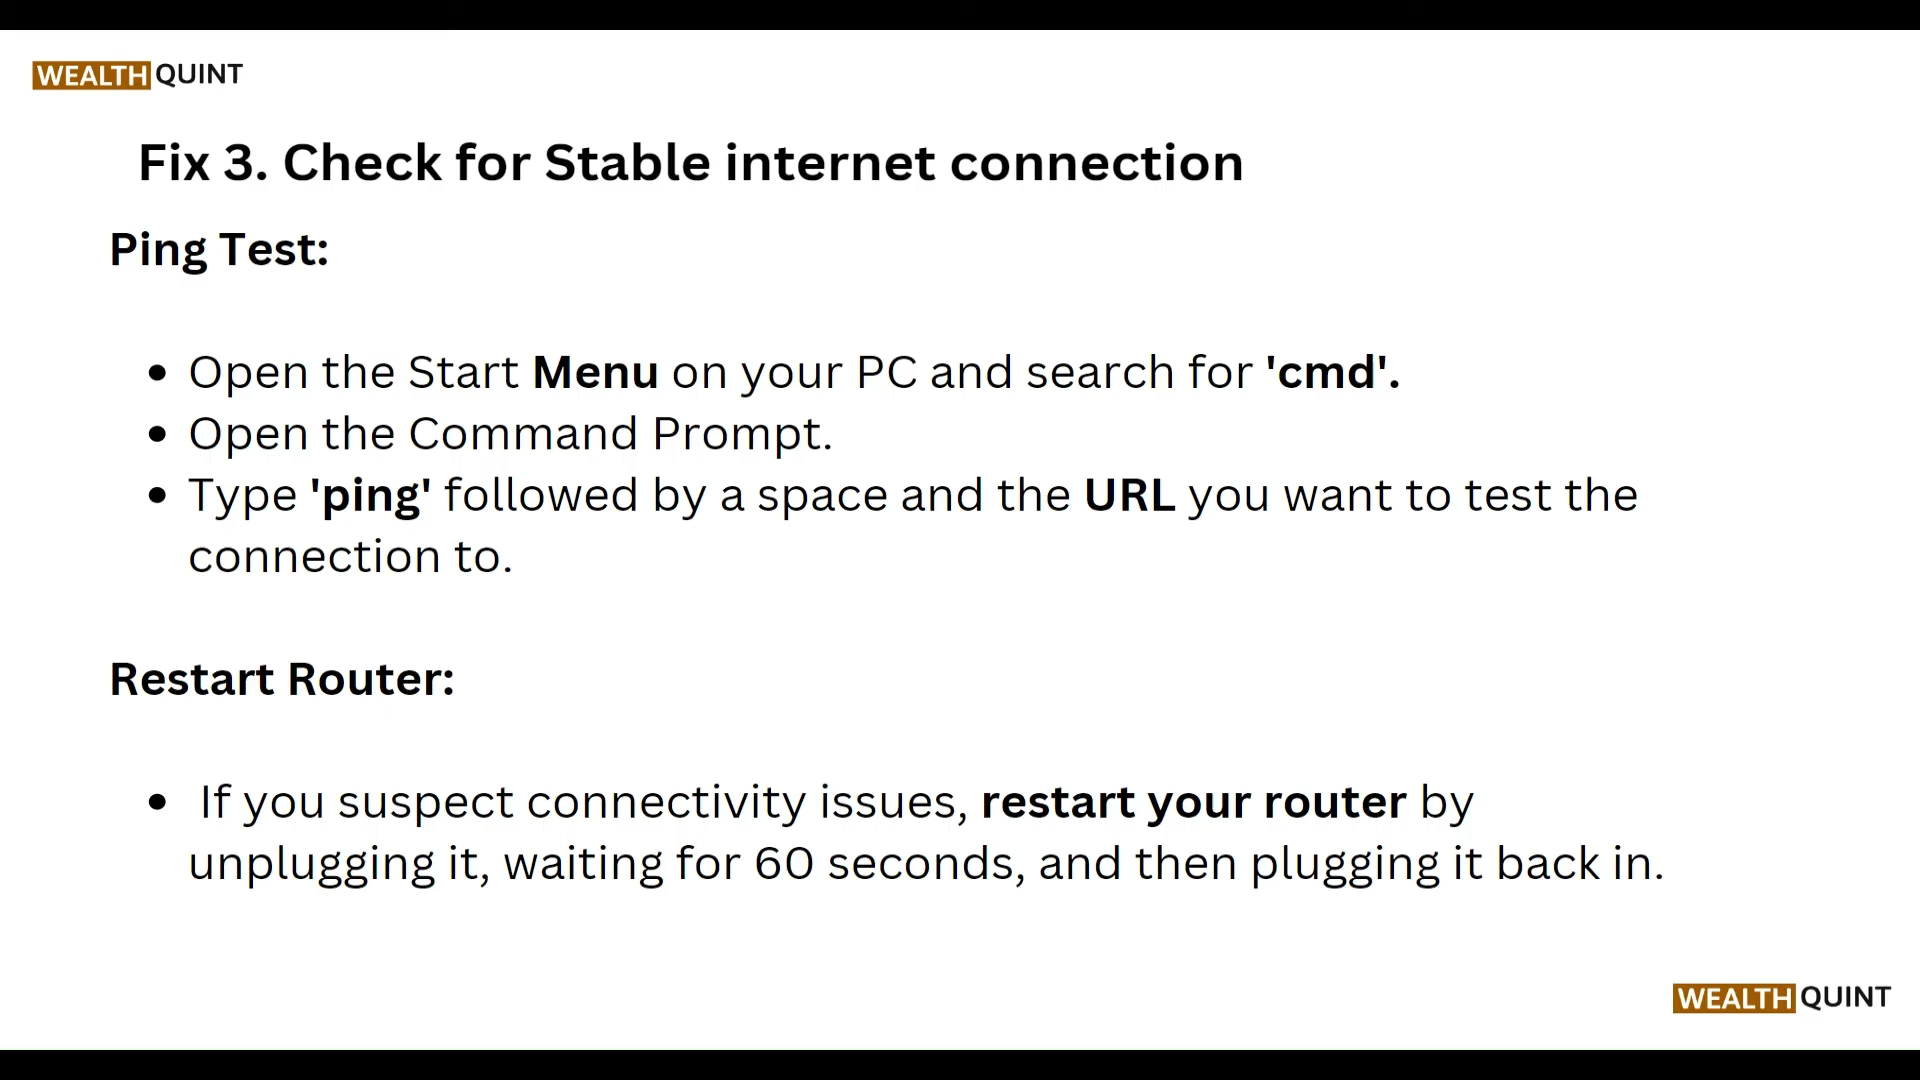 WEALTH QUINT
Fix 3. Check for Stable internet connection
Ping Test:
• Open the Start Menu on your PC and search for 'cmd'.
• Open the Command Prompt.
• Type 'ping' followed by a space and the URL you want to test the
connection to.
Restart Router:
• If you suspect connectivity issues, restart your router by
unplugging it, waiting for 60 seconds, and then plugging it back in.
WEALTH QUINT